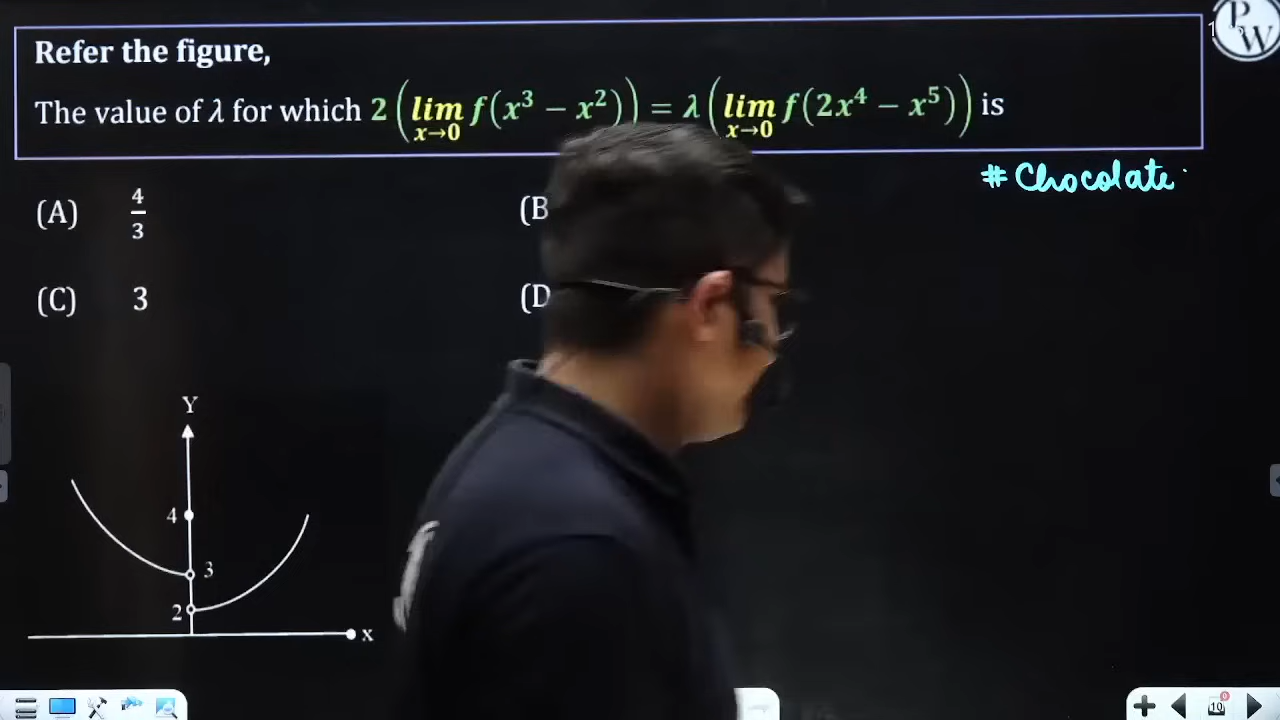 Refer the figure,
The value of λ for which 2 (lim x→0 f(x³ − x²)) = λ (lim x→0 f(2x⁴ − x⁵)) is
# Chocolate
(A) 4/3
(B
(C) 3
(D
Y
4
3
2
x
P
W
10